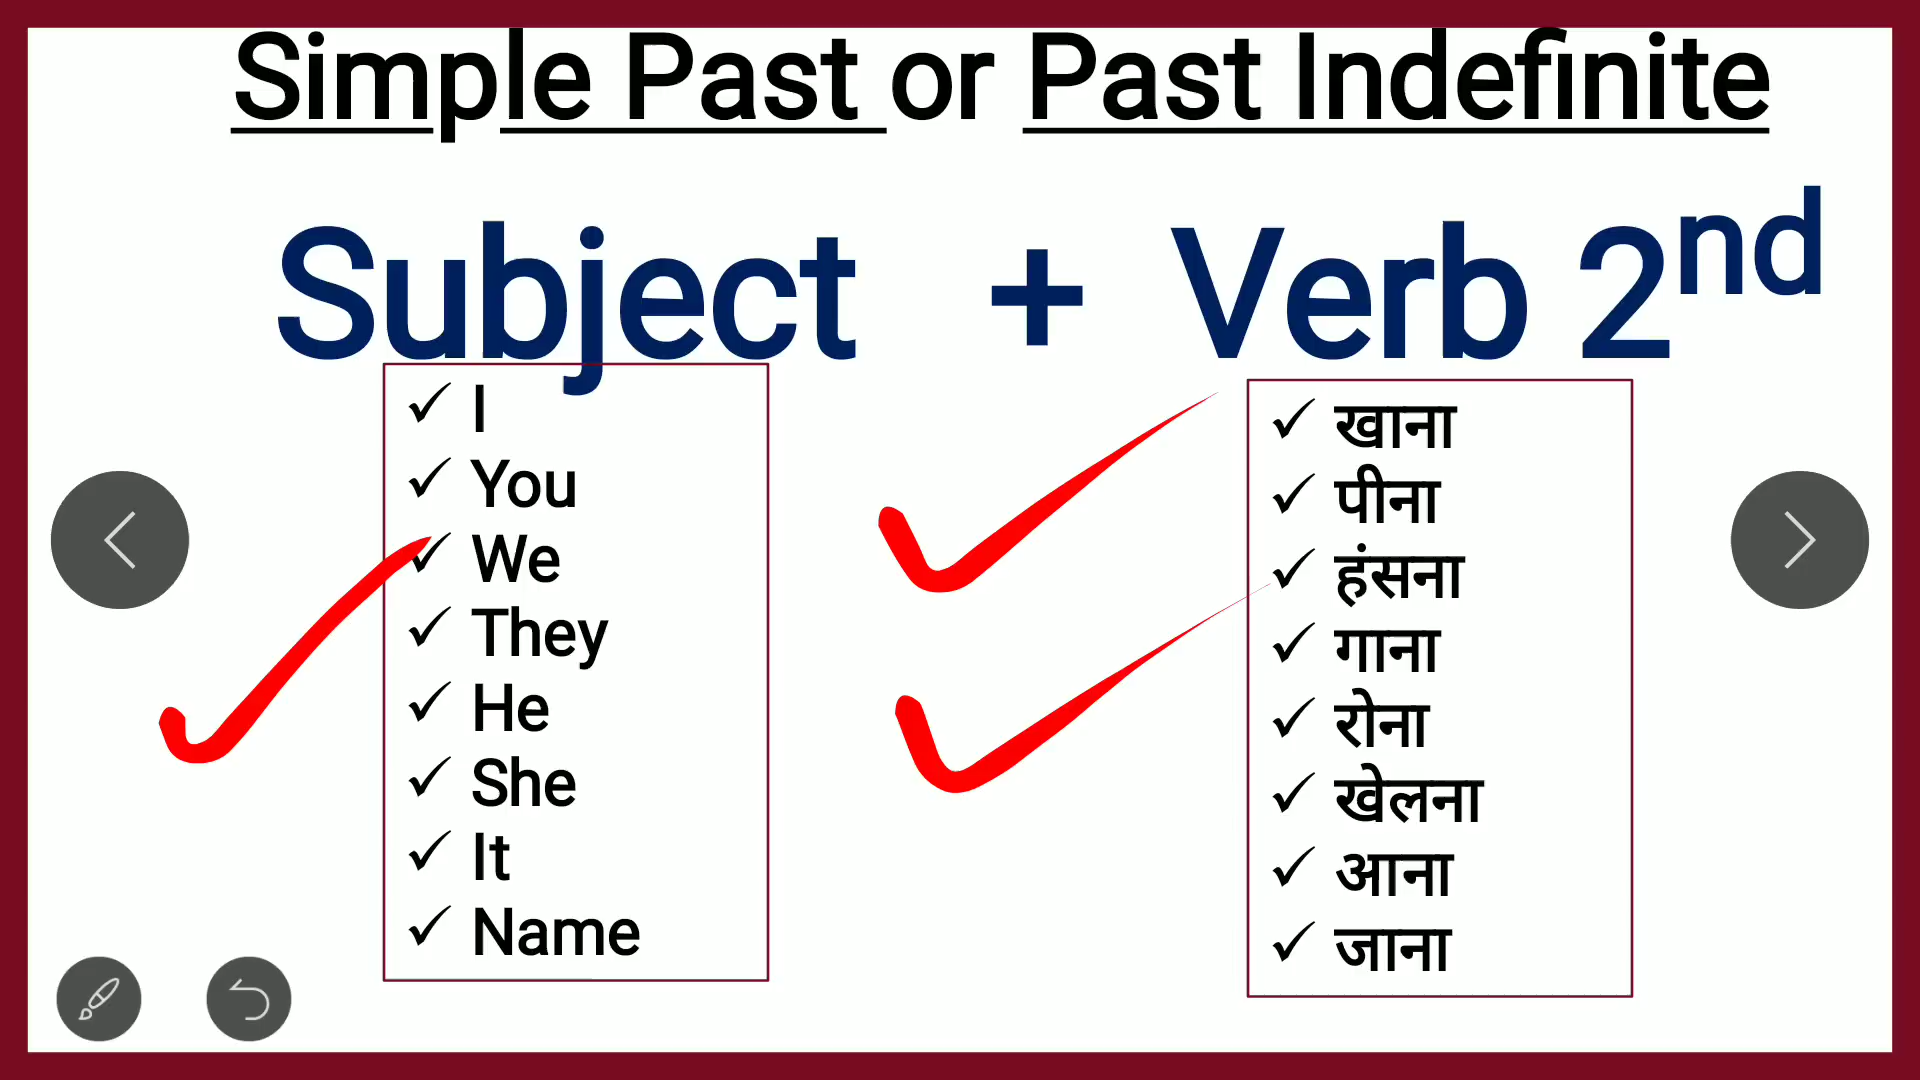 Simple Past or Past Indefinite
Subject + Verb 2nd
I
You
We
They
He
She
It
Name
खाना
पीना
हंसना
गाना
रोना
खेलना
आना
जाना